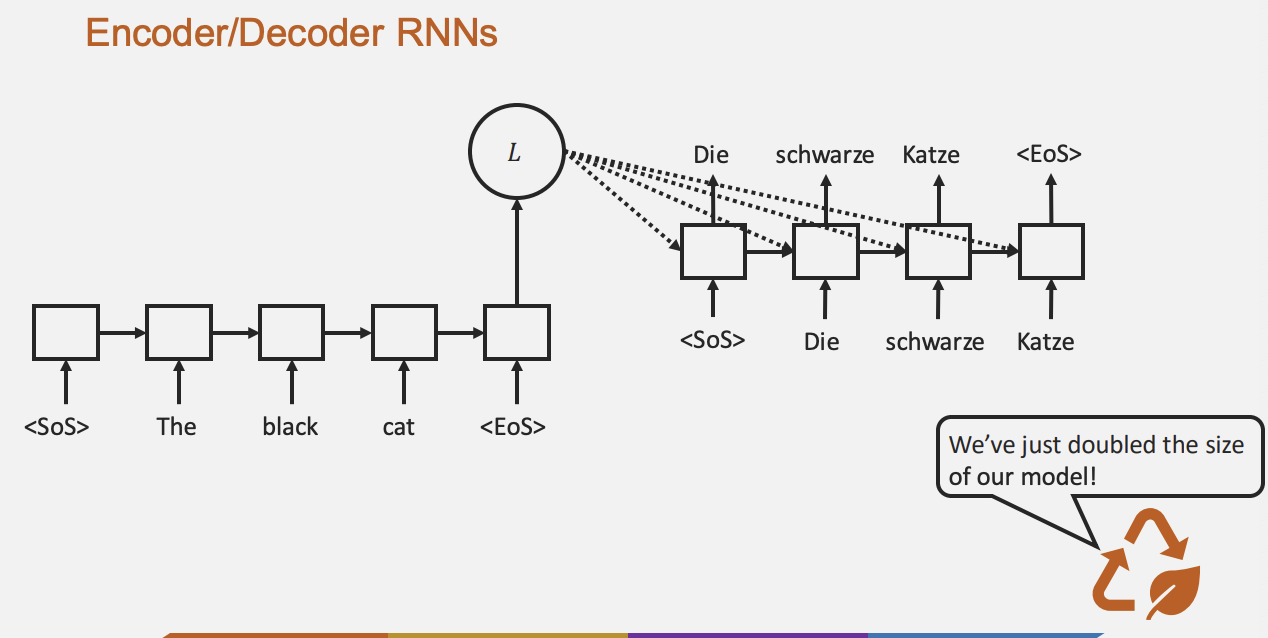 Encoder/Decoder RNNs
L
Die schwarze Katze <EoS>
<SoS> Die schwarze Katze
<SoS> The black cat <EoS>
We’ve just doubled the size
of our model!